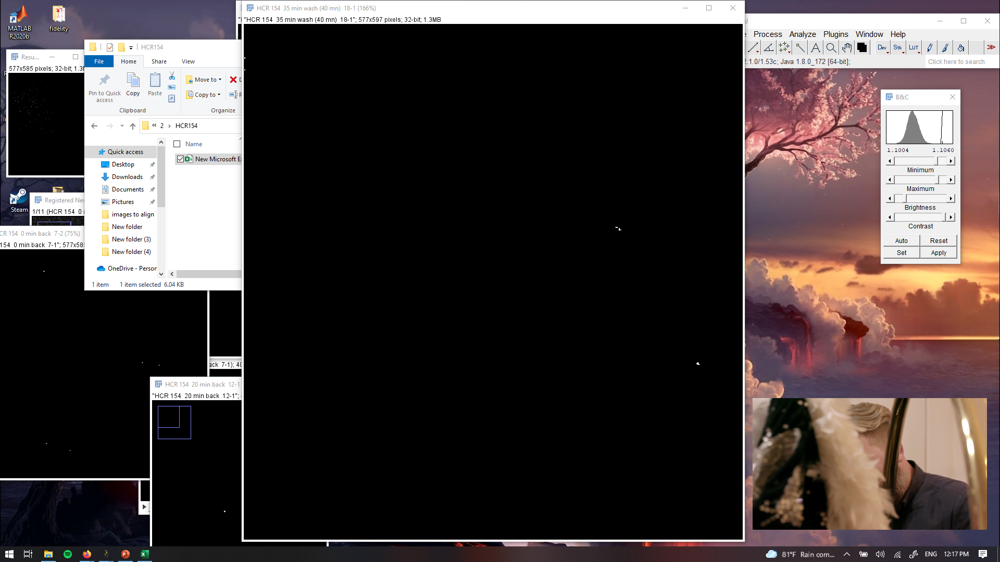 MATLAB
R2020b
fidelity
Resu...
577x585 pixels; 32-bit; 1.3
HCR154
File
Home
Share
View
Pin to Quick
access
Copy
Paste
Move to
Copy to
Clipboard
Organize
2
HCR154
Name
Quick access
Desktop
Downloads
Documents
Pictures
images to align
New folder
New folder (3)
New folder (4)
OneDrive - Person
New Microsoft Ex
1 item
1 item selected 6.04 KB
Steam
Registered New
1/11 (HCR 154 0
CR 154 0 min back 7-2 (75%)
154 0 min back 7-1"; 577x58
ack 7-1); 40
HCR 154 20 min back 12-1
"HCR 154 20 min back 12-1";
HCR 154 35 min wash (40 mn) 18-1 (166%)
"HCR 154 35 min wash (40 mn) 18-1"; 577x597 pixels; 32-bit; 1.3MB
Process
Analyze
Plugins
Window
Help
Dev
Stk
LUT
2.1.0/1.53c; Java 1.8.0_172 [64-bit];
Click here to search
B&C
1.1004
1.1060
Minimum
Maximum
Brightness
Contrast
Auto
Reset
Set
Apply
81°F Rain com...
ENG
12:17 PM